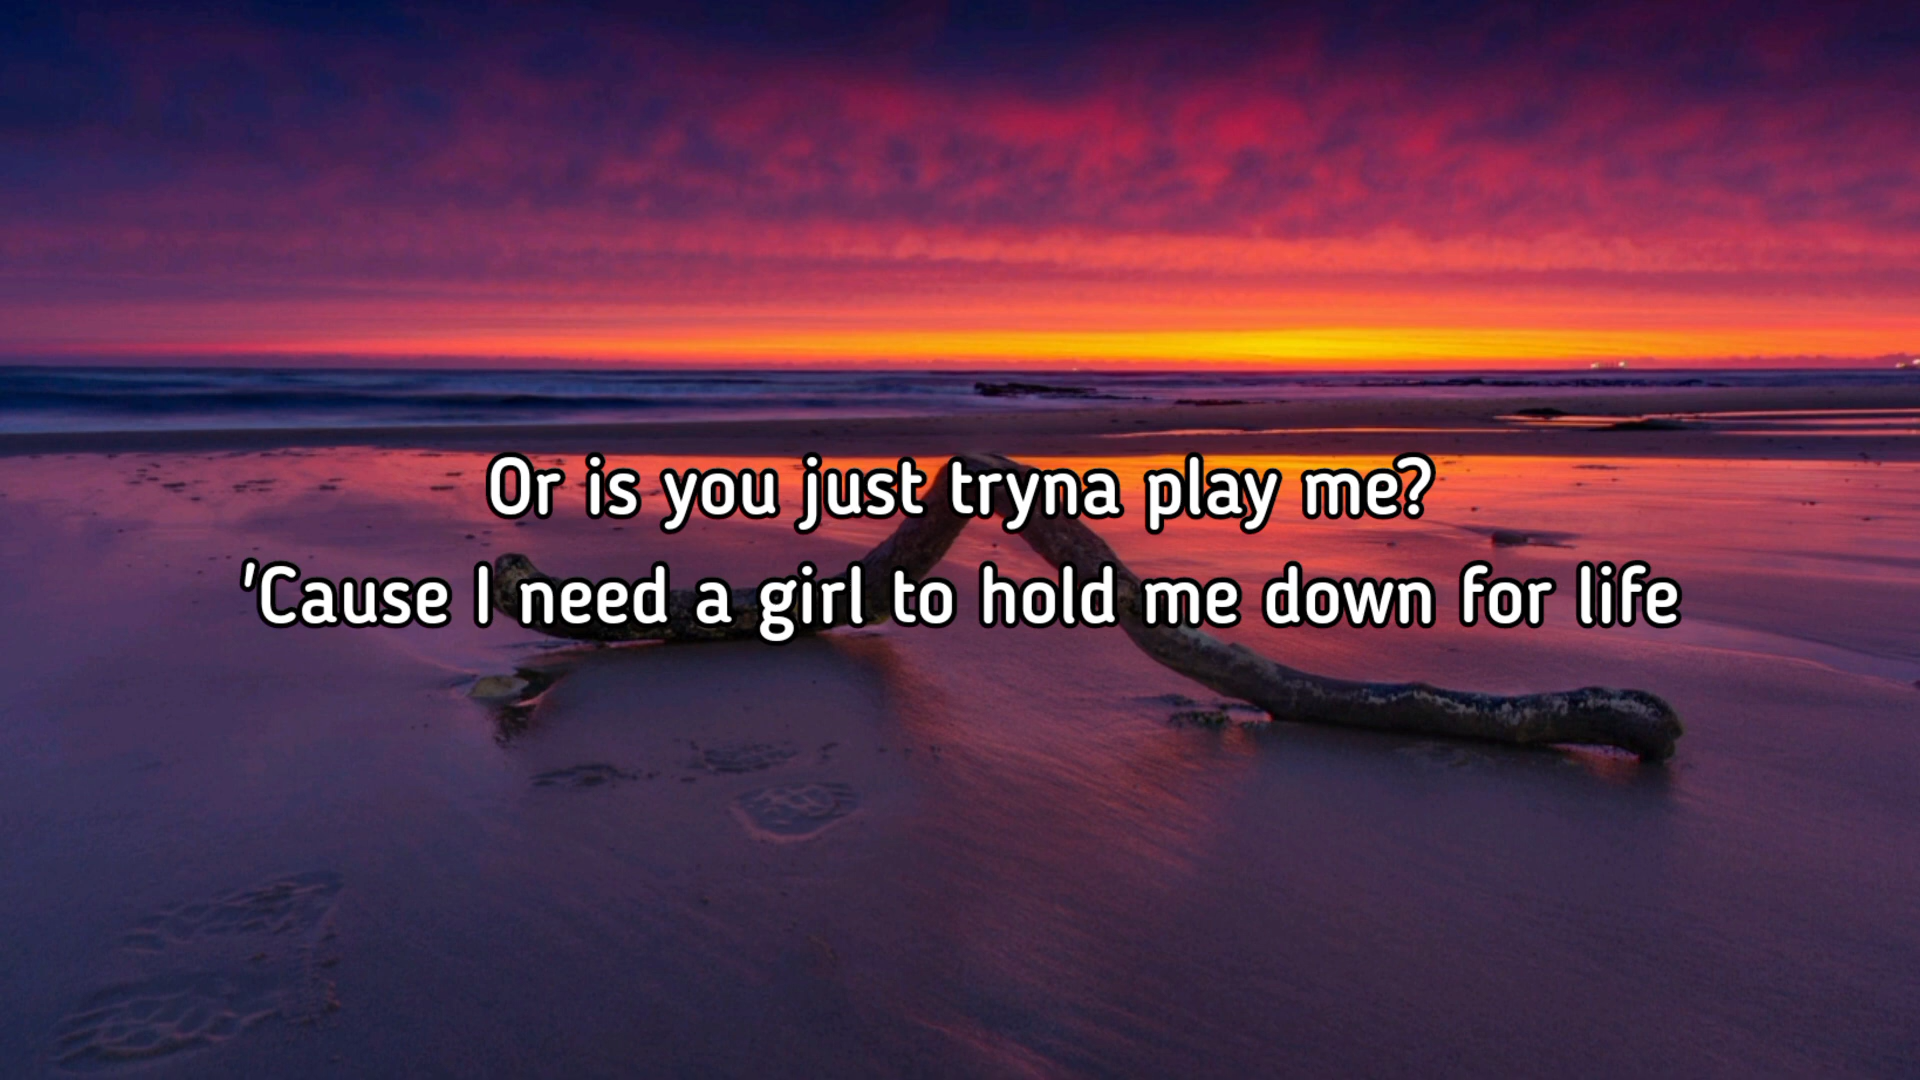 Or is you just tryna play me?
'Cause I need a girl to hold me down for life